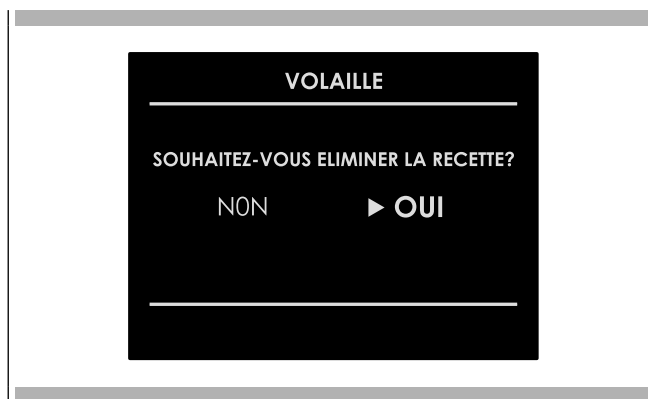 VOLAILLE
SOUHAITEZ-VOUS ELIMINER LA RECETTE?
N0N ▶ OUI